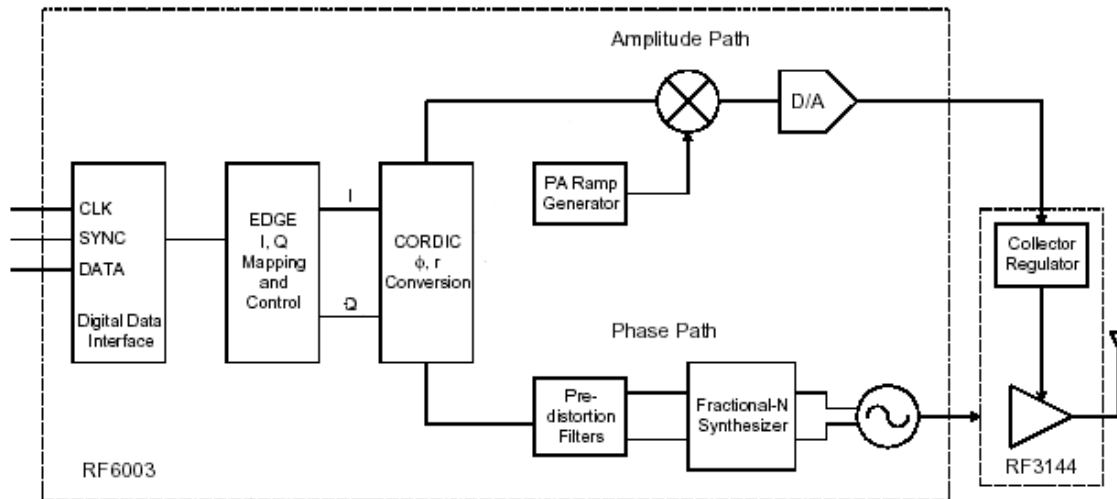 Amplitude Path
D/A
PA Ramp
Generator
CLK
SYNC
DATA
Digital Data
Interface
EDGE
I, Q
Mapping
and
Control
I
Q
CORDIC
ϕ, r
Conversion
Collector
Regulator
Phase Path
Pre-
distortion
Filters
Fractional-N
Synthesizer
RF6003
RF3144